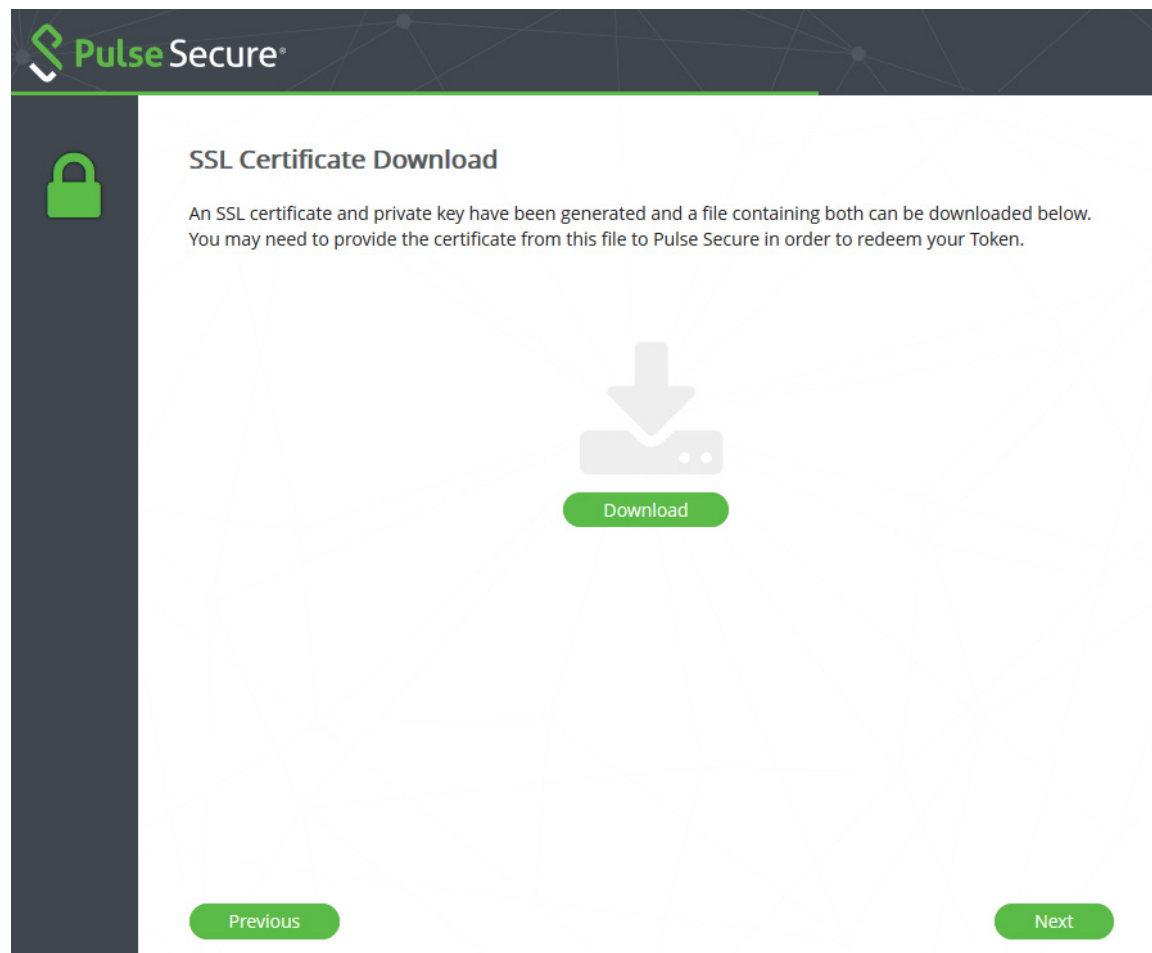 Pulse Secure®
SSL Certificate Download
An SSL certificate and private key have been generated and a file containing both can be downloaded below.
You may need to provide the certificate from this file to Pulse Secure in order to redeem your Token.
Download
Previous
Next